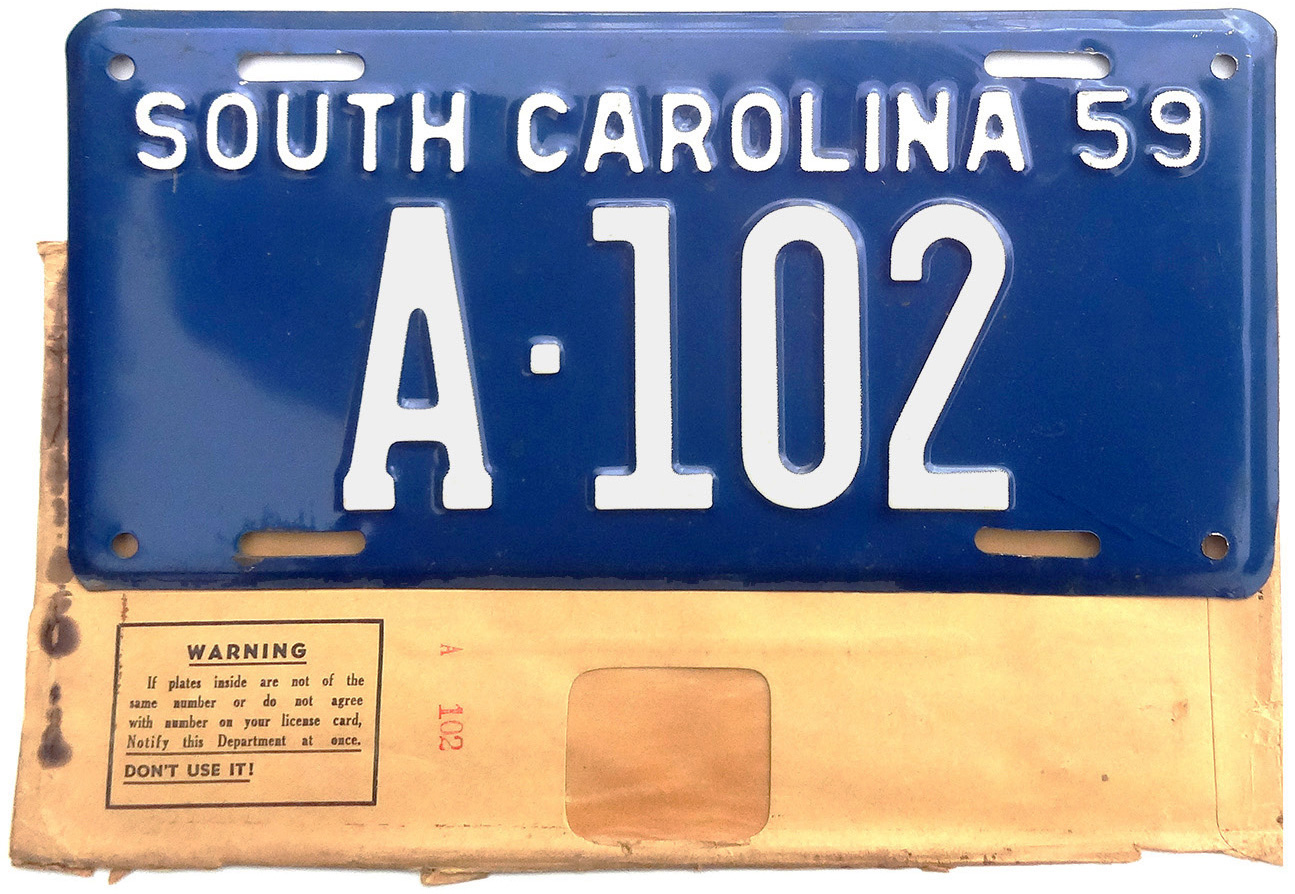 SOUTH CAROLINA 59
A·102
WARNING
If plates inside are not of the
same number or do not agree
with number on your license card,
Notify this Department at once.
DON'T USE IT!
A 102